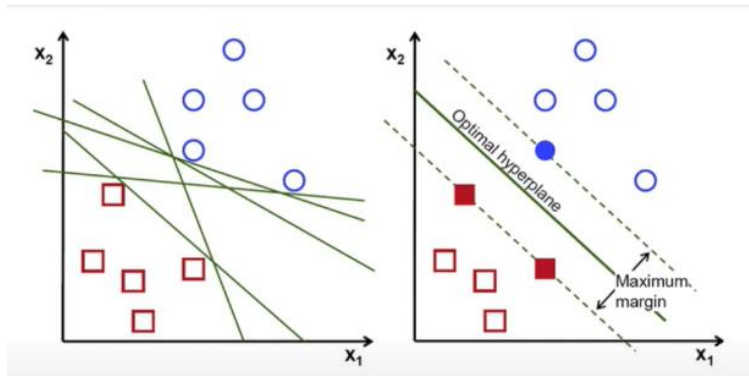 x₂
x₁
x₂
Optimal hyperplane
Maximum
margin
x₁